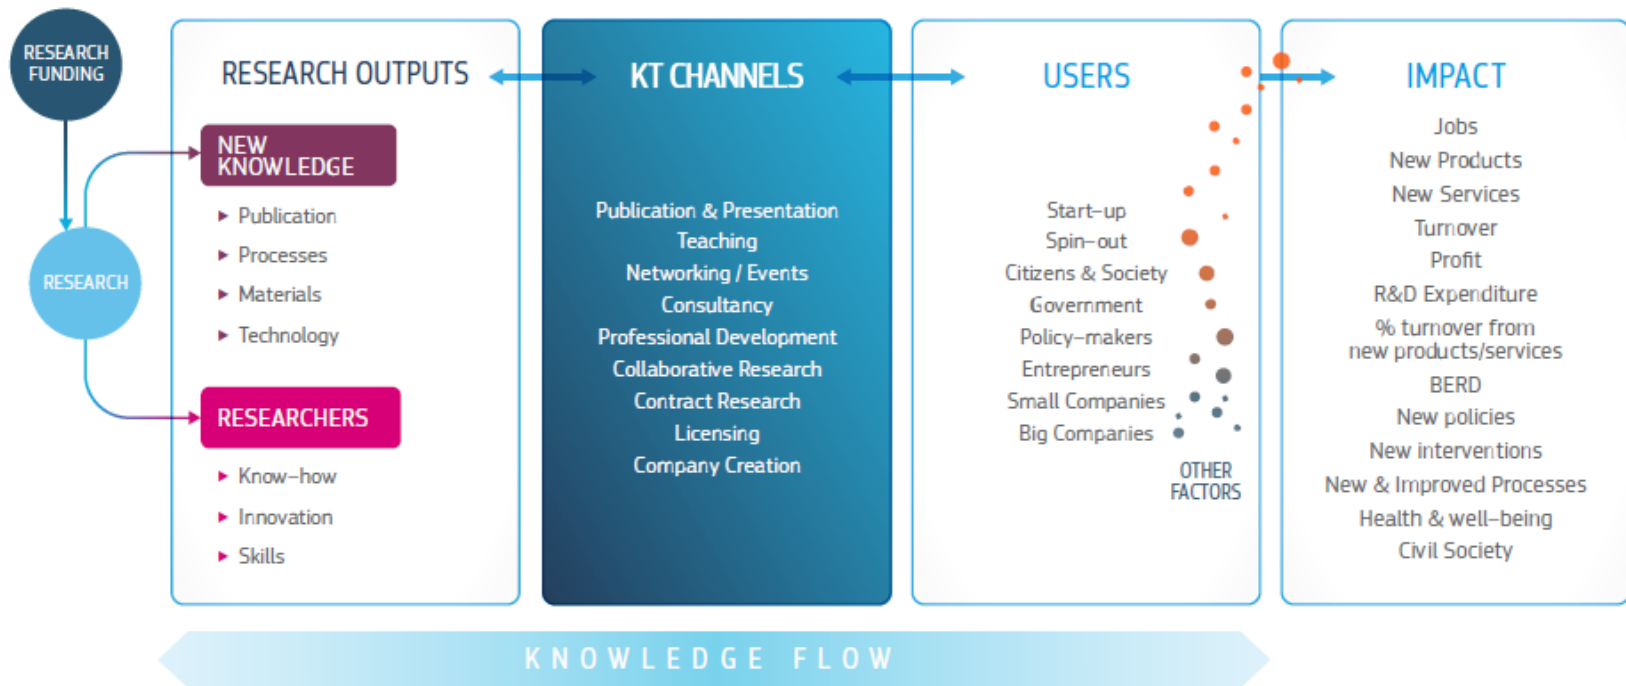 RESEARCH
FUNDING
RESEARCH
RESEARCH OUTPUTS
NEW
KNOWLEDGE
Publication
Processes
Materials
Technology
RESEARCHERS
Know-how
Innovation
Skills
KT CHANNELS
Publication & Presentation
Teaching
Networking / Events
Consultancy
Professional Development
Collaborative Research
Contract Research
Licensing
Company Creation
USERS
Start-up
Spin-out
Citizens & Society
Government
Policy-makers
Entrepreneurs
Small Companies
Big Companies
OTHER
FACTORS
IMPACT
Jobs
New Products
New Services
Turnover
Profit
R&D Expenditure
% turnover from
new products/services
BERD
New policies
New interventions
New & Improved Processes
Health & well-being
Civil Society
KNOWLEDGE FLOW